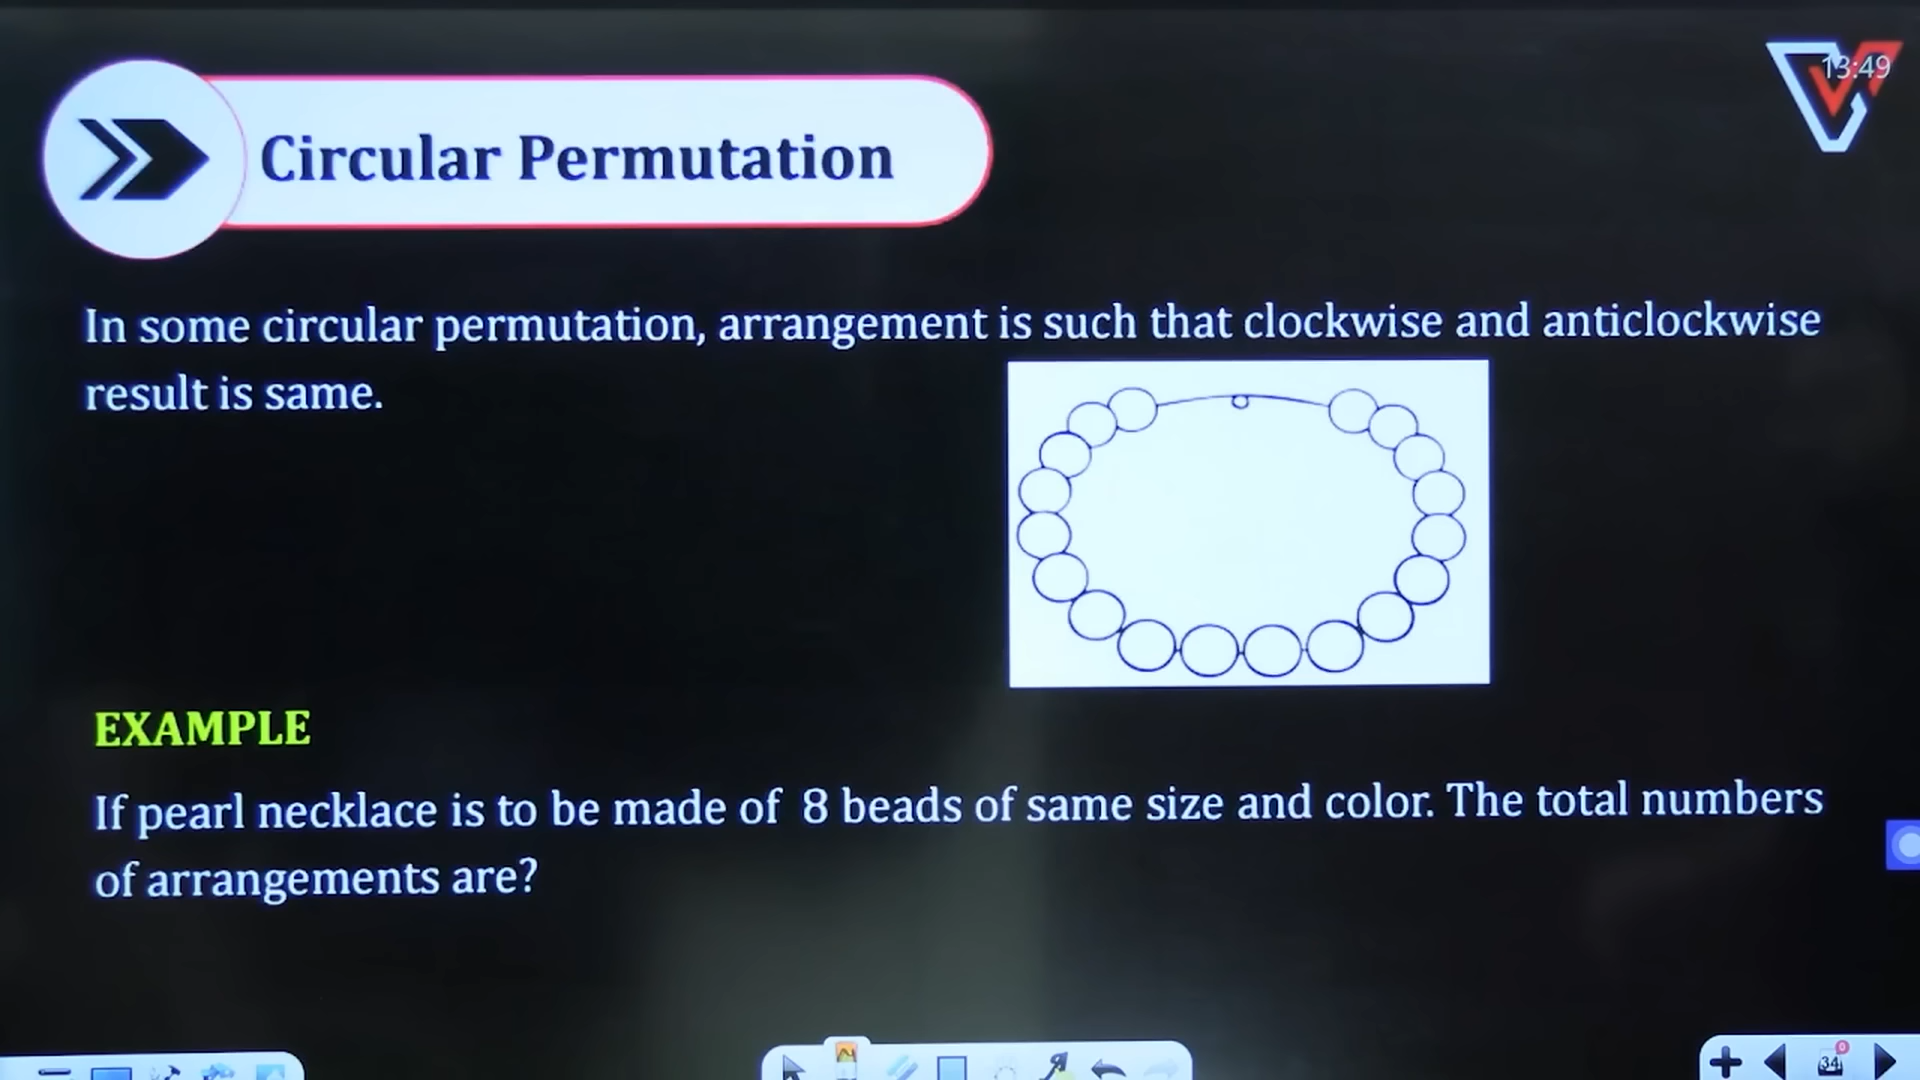 13:49
Circular Permutation
In some circular permutation, arrangement is such that clockwise and anticlockwise
result is same.
EXAMPLE
If pearl necklace is to be made of 8 beads of same size and color. The total numbers
of arrangements are?
0
34